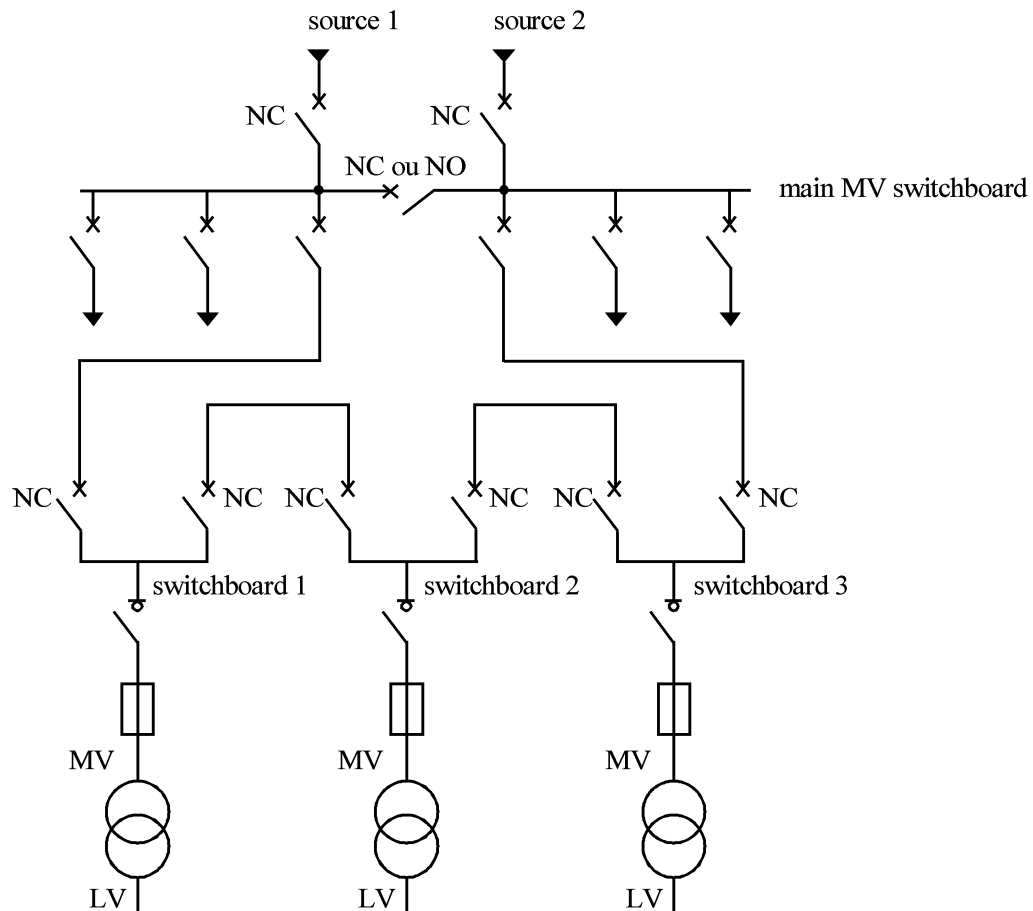 source 1
source 2
NC
NC
NC ou NO
main MV switchboard
NC
NC
NC
NC
NC
NC
switchboard 1
switchboard 2
switchboard 3
MV
MV
MV
LV
LV
LV